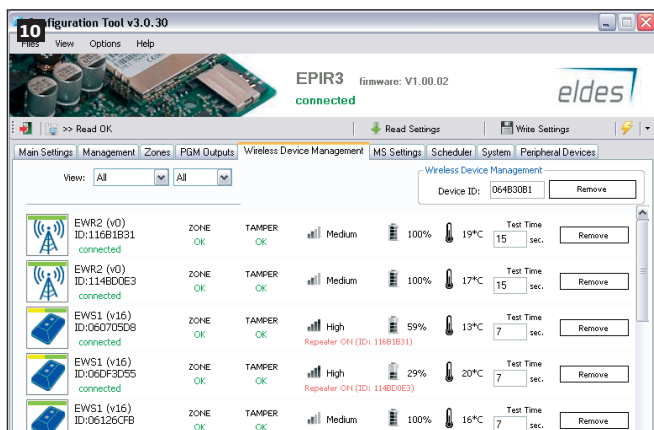 10
figuration Tool v3.0.30
Files View Options Help
EPIR3 firmware: V1.00.02
connected
eldes
>> Read OK Read Settings Write Settings
Main Settings Management Zones PGM Outputs Wireless Device Management MS Settings Scheduler System Peripheral Devices
View: All All
Wireless Device Management
Device ID: 064B30B1 Remove
EWR2 (v0) ZONE TAMPER Test Time
ID:116B1B31 OK OK Medium 100% 19°C 15 sec. Remove
connected
EWR2 (v0) ZONE TAMPER Test Time
ID:114BD0E3 OK OK Medium 100% 17°C 15 sec. Remove
connected
EWS1 (v16) ZONE TAMPER Test Time
ID:060705D8 OK OK High 59% 13°C 7 sec. Remove
connected Repeater ON (ID: 116B1B31)
EWS1 (v16) ZONE TAMPER Test Time
ID:06DF3D55 OK OK High 29% 20°C 7 sec. Remove
connected Repeater ON (ID: 114BD0E3)
EWS1 (v16) ZONE TAMPER Test Time
ID:06126CFB OK OK Medium 100% 16°C 7 sec. Remove